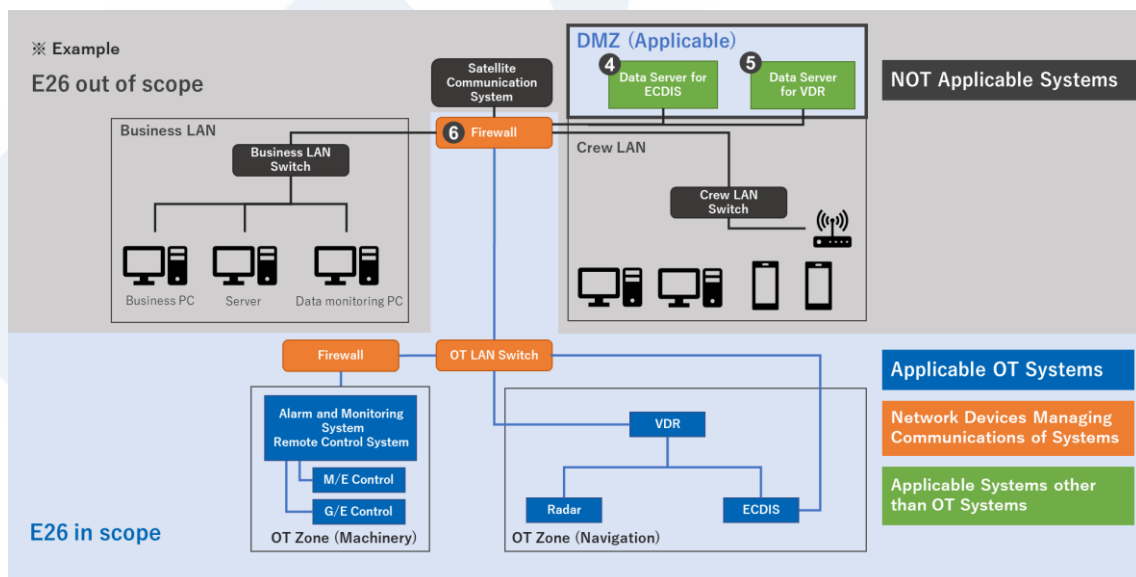 ※ Example
E26 out of scope
Satellite
Communication
System
DMZ (Applicable)
4
Data Server for
ECDIS
5
Data Server
for VDR
NOT Applicable Systems
Business LAN
6 Firewall
Crew LAN
Business LAN
Switch
Crew LAN
Switch
Business PC
Server
Data monitoring PC
Firewall
OT LAN Switch
Applicable OT Systems
Alarm and Monitoring
System
Remote Control System
M/E Control
G/E Control
OT Zone (Machinery)
VDR
Radar
ECDIS
OT Zone (Navigation)
Network Devices Managing
Communications of Systems
Applicable Systems other
than OT Systems
E26 in scope